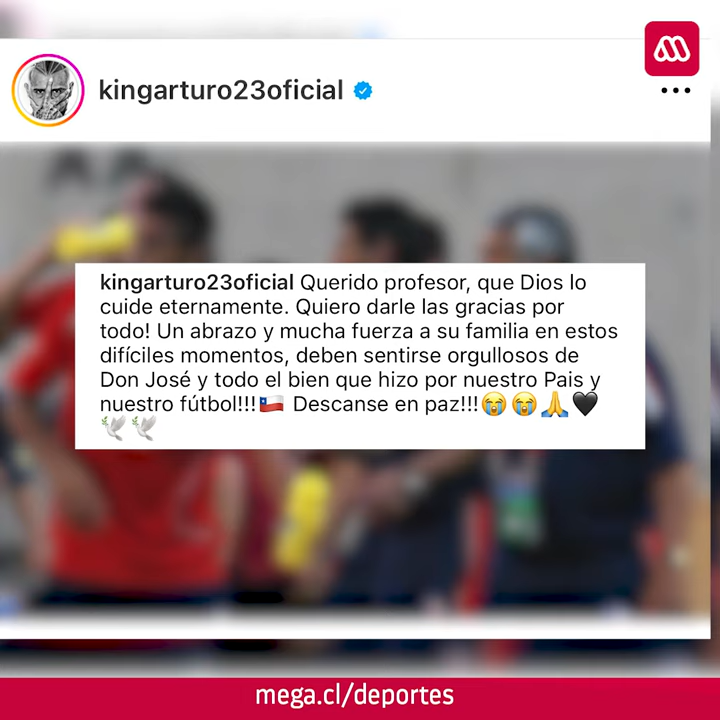 kingarturo23oficial
kingarturo23oficial Querido profesor, que Dios lo
cuide eternamente. Quiero darle las gracias por
todo! Un abrazo y mucha fuerza a su familia en estos
difíciles momentos, deben sentirse orgullosos de
Don José y todo el bien que hizo por nuestro Pais y
nuestro fútbol!!!🇨🇱 Descanse en paz!!!😭😭🙏🖤
🕊️🕊️
mega.cl/deportes